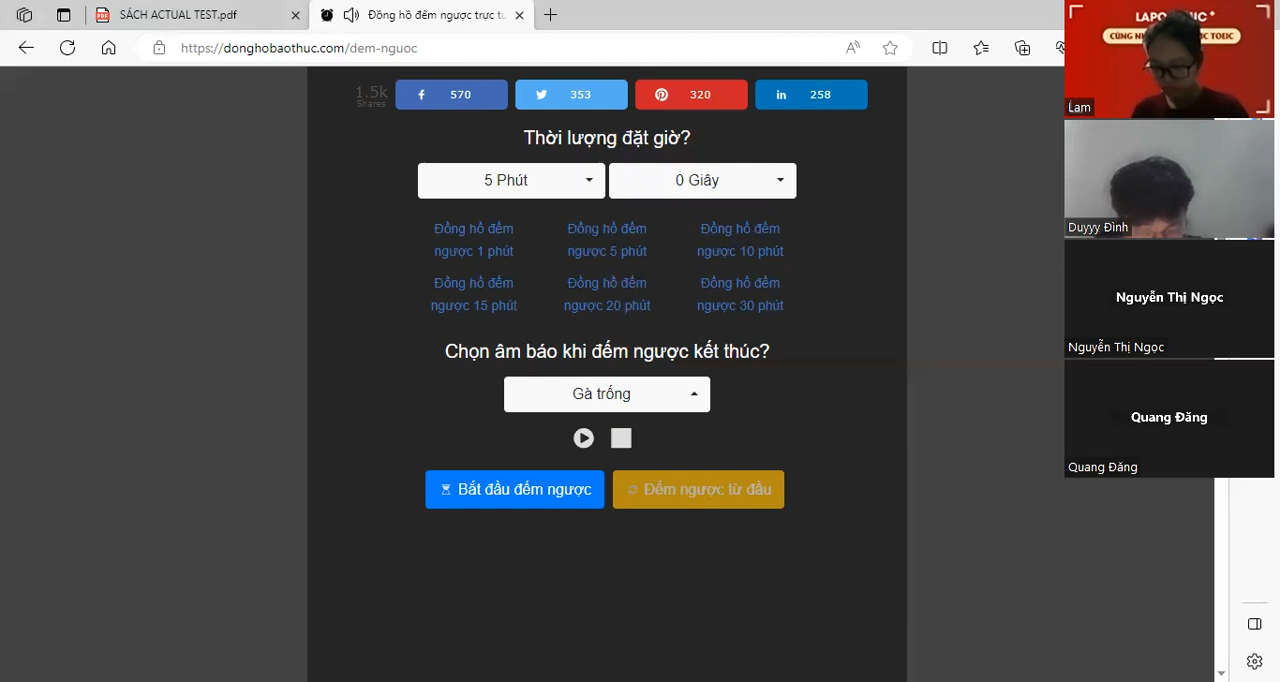 SÁCH ACTUAL TEST.pdf
Đồng hồ đếm ngược trực tu
https://donghobaothuc.com/dem-nguoc
1.5k
Shares
570
353
320
258
Thời lượng đặt giờ?
5 Phút
0 Giây
Đồng hồ đếm
ngược 1 phút
Đồng hồ đếm
ngược 5 phút
Đồng hồ đếm
ngược 10 phút
Đồng hồ đếm
ngược 15 phút
Đồng hồ đếm
ngược 20 phút
Đồng hồ đếm
ngược 30 phút
Chọn âm báo khi đếm ngược kết thúc?
Gà trống
Bắt đầu đếm ngược
Đếm ngược từ đầu
Lam
Duyyy Đình
Nguyễn Thị Ngọc
Nguyễn Thị Ngọc
Quang Đăng
Quang Đăng